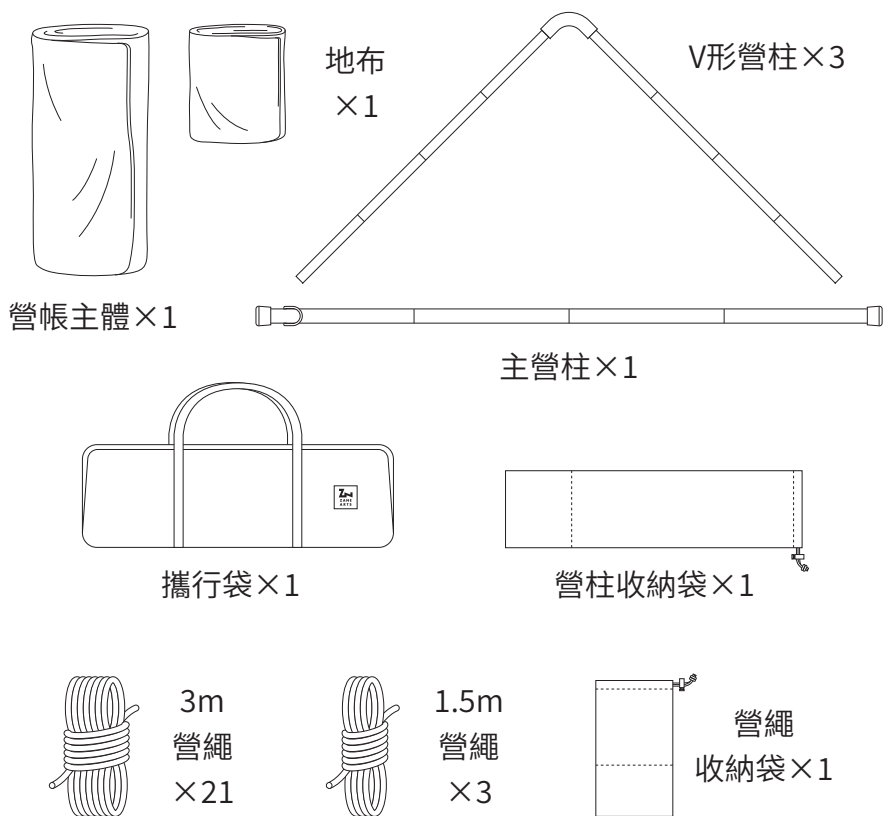 地布
×1
V形營柱×3
營帳主體×1
主營柱×1
ZANE
ARTS
攜行袋×1
營柱收納袋×1
3m
營繩
×21
1.5m
營繩
×3
營繩
收納袋×1